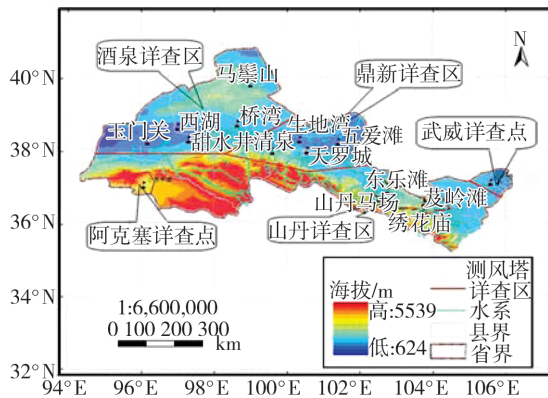 N
酒泉详查区
马鬃山
鼎新详查区
40°N
玉门关
西湖
桥湾
生地湾
五爱滩
武威详查点
甜水井清泉
天罗城
38°N
东乐滩
芨岭滩
山丹马场
绣花庙
36°N
阿克塞详查点
山丹详查区
34°N
32°N
1:6,600,000
0 100 200 300
km
海拔/m
高:5539
低:624
测风塔
详查区
水系
县界
省界
94°E 96°E 98°E 100°E 102°E 104°E 106°E